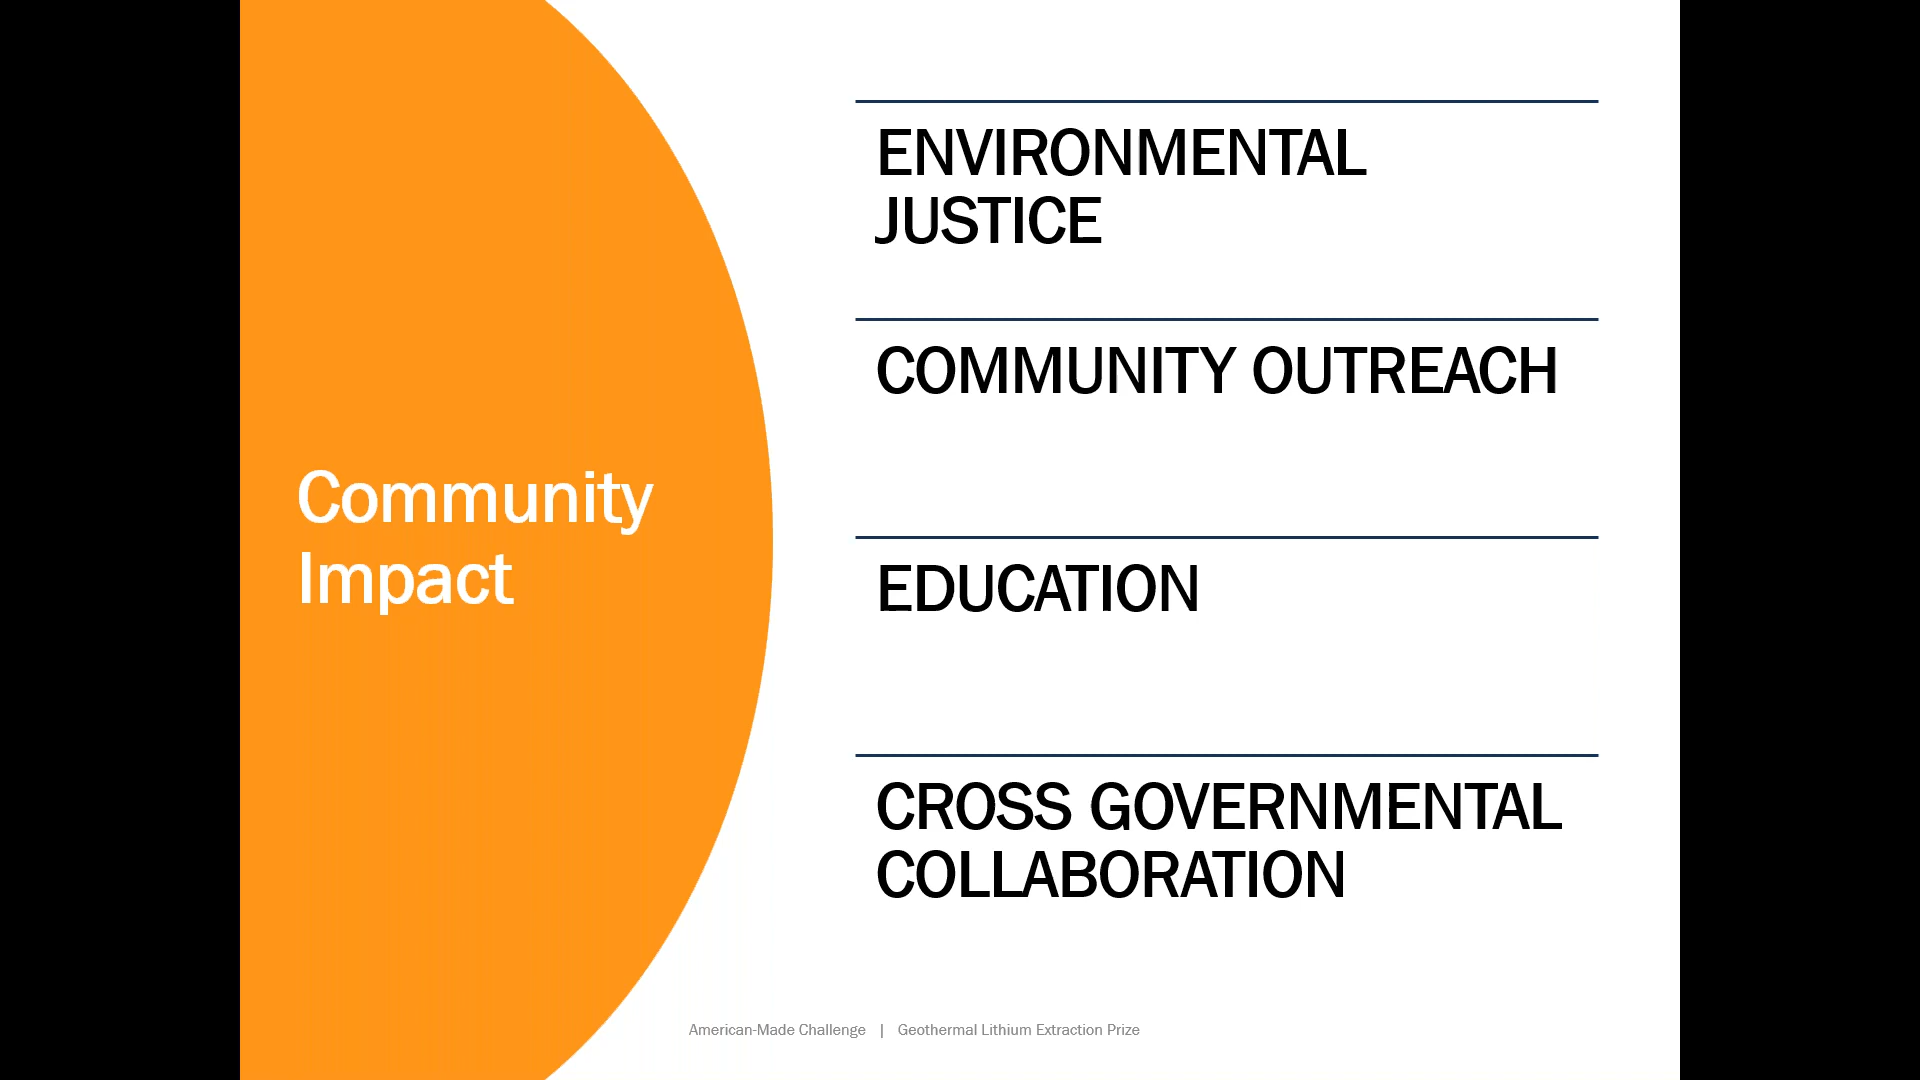 Community
Impact
ENVIRONMENTAL
JUSTICE
COMMUNITY OUTREACH
EDUCATION
CROSS GOVERNMENTAL
COLLABORATION
American-Made Challenge | Geothermal Lithium Extraction Prize